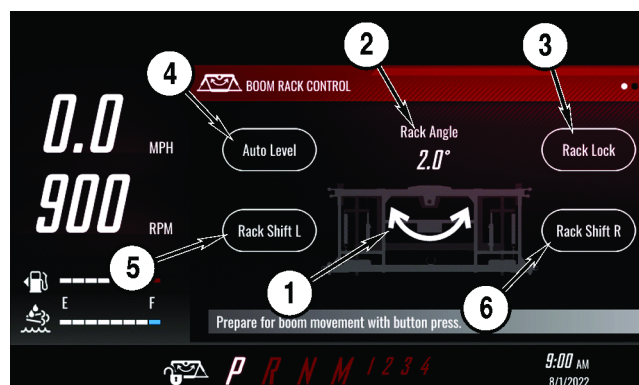 2
3
4
BOOM RACK CONTROL
0.0 MPH
Rack Angle
2.0°
Auto Level
Rack Lock
900 RPM
Rack Shift L
Rack Shift R
5
1
6
E F
Prepare for boom movement with button press.
P R N M 1 2 3 4
9:00 AM
8/1/2022